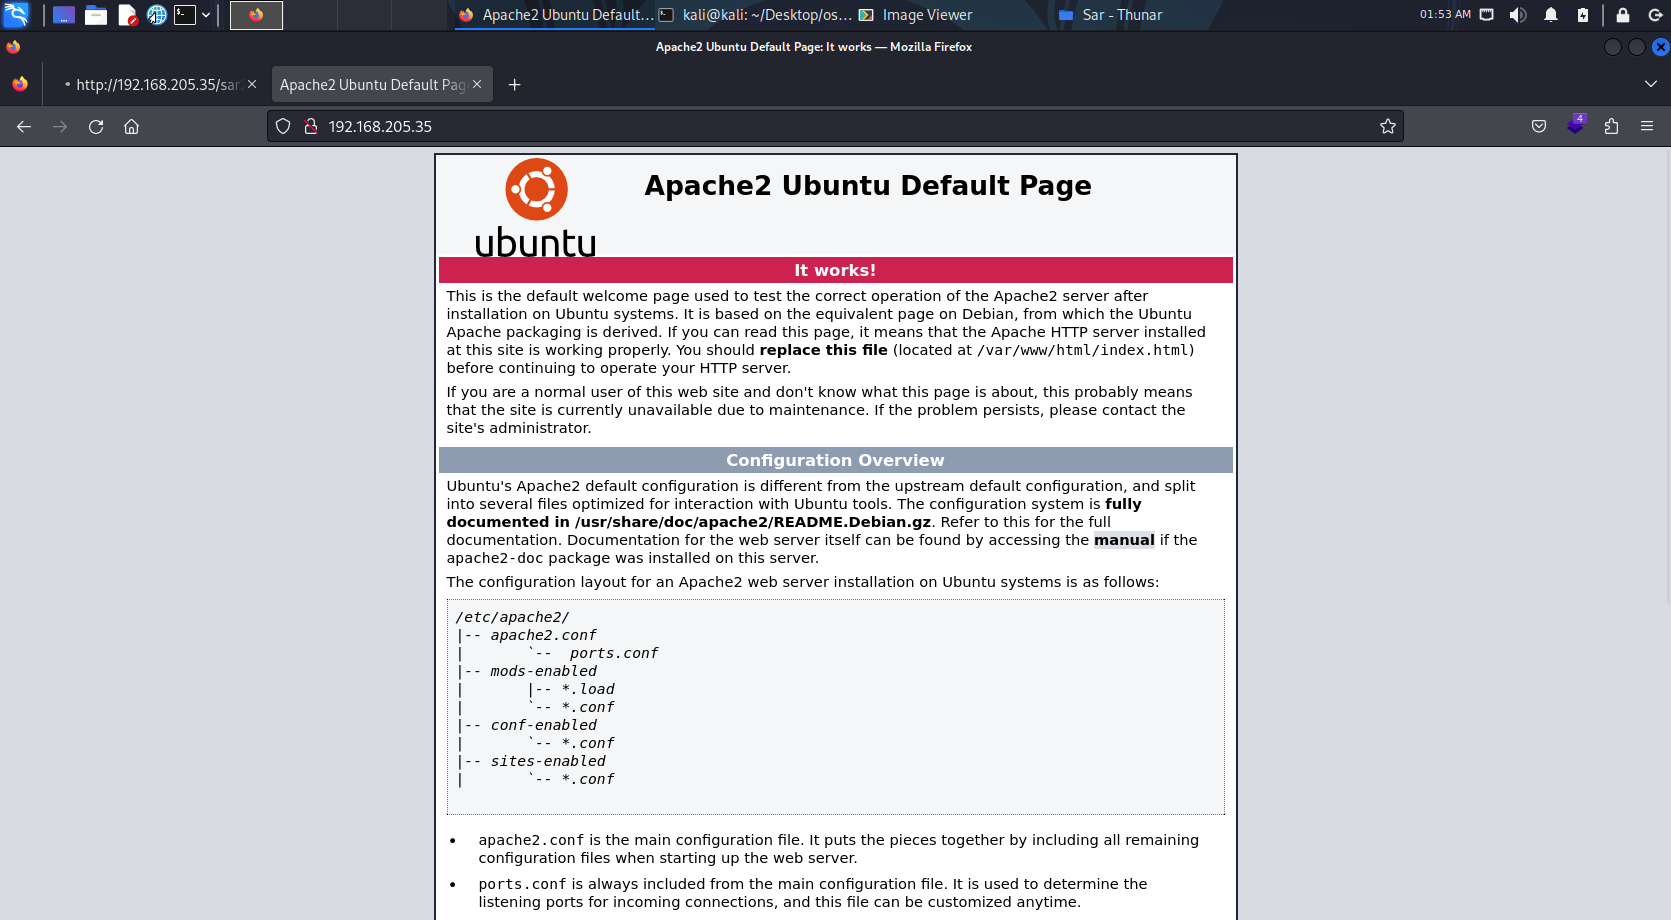 Apache2 Ubuntu Default...
kali@kali: ~/Desktop/os...
Image Viewer
Sar - Thunar
01:53 AM
Apache2 Ubuntu Default Page: It works — Mozilla Firefox
http://192.168.205.35/sar2
Apache2 Ubuntu Default Pag
192.168.205.35
4
ubuntu
Apache2 Ubuntu Default Page
It works!
This is the default welcome page used to test the correct operation of the Apache2 server after
installation on Ubuntu systems. It is based on the equivalent page on Debian, from which the Ubuntu
Apache packaging is derived. If you can read this page, it means that the Apache HTTP server installed
at this site is working properly. You should replace this file (located at /var/www/html/index.html)
before continuing to operate your HTTP server.
If you are a normal user of this web site and don't know what this page is about, this probably means
that the site is currently unavailable due to maintenance. If the problem persists, please contact the
site's administrator.
Configuration Overview
Ubuntu's Apache2 default configuration is different from the upstream default configuration, and split
into several files optimized for interaction with Ubuntu tools. The configuration system is fully
documented in /usr/share/doc/apache2/README.Debian.gz. Refer to this for the full
documentation. Documentation for the web server itself can be found by accessing the manual if the
apache2-doc package was installed on this server.
The configuration layout for an Apache2 web server installation on Ubuntu systems is as follows:
/etc/apache2/
|-- apache2.conf
|       `--  ports.conf
|-- mods-enabled
|       |-- *.load
|       `-- *.conf
|-- conf-enabled
|       `-- *.conf
|-- sites-enabled
|       `-- *.conf
• apache2.conf is the main configuration file. It puts the pieces together by including all remaining
configuration files when starting up the web server.
• ports.conf is always included from the main configuration file. It is used to determine the
listening ports for incoming connections, and this file can be customized anytime.